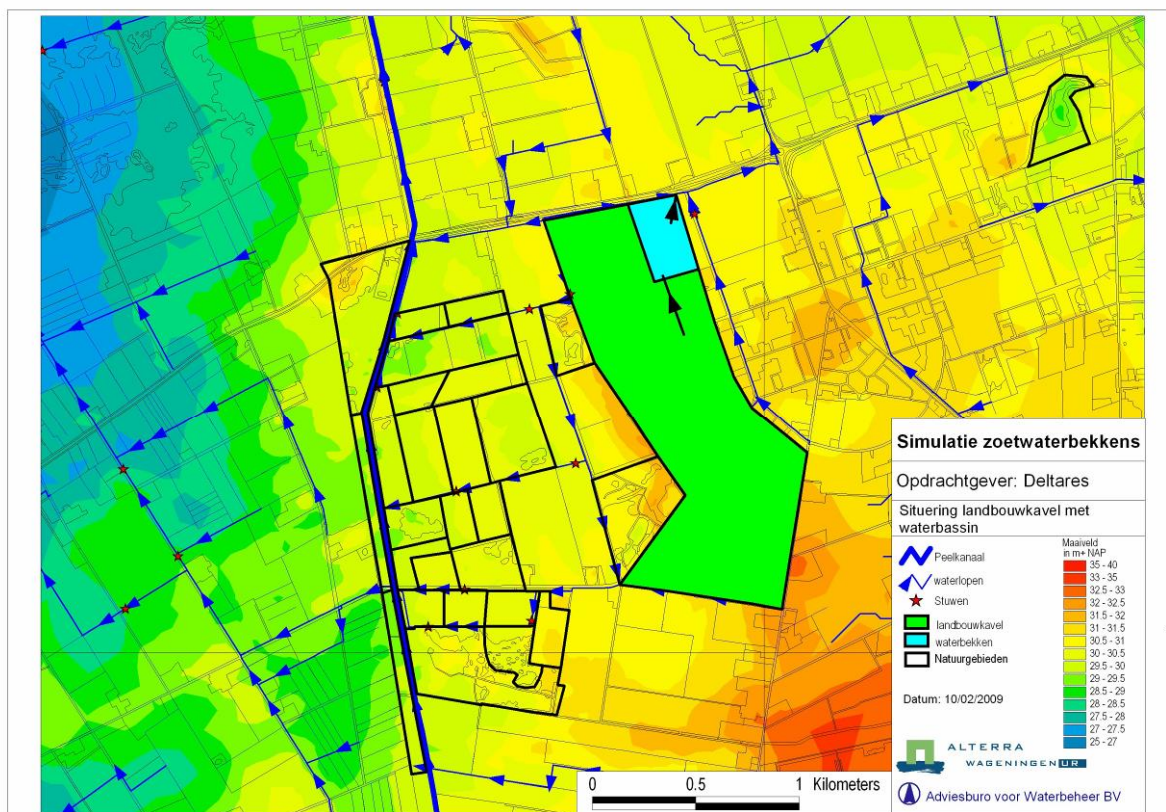 Simulatie zoetwaterbekkens
Opdrachtgever: Deltares
Situering landbouwkavel met
waterbassin
Peelkanaal
waterlopen
Stuwen
landbouwkavel
waterbekken
Natuurgebieden
Datum: 10/02/2009
Maaiveld
in m+ NAP
35 - 40
33 - 35
32.5 - 33
32 - 32.5
31.5 - 32
31 - 31.5
30.5 - 31
30 - 30.5
29.5 - 30
29 - 29.5
28.5 - 29
28 - 28.5
27.5 - 28
27 - 27.5
25 - 27
ALTERRA
WAGENINGEN UR
Adviesburo voor Waterbeheer BV
0 0.5 1 Kilometers